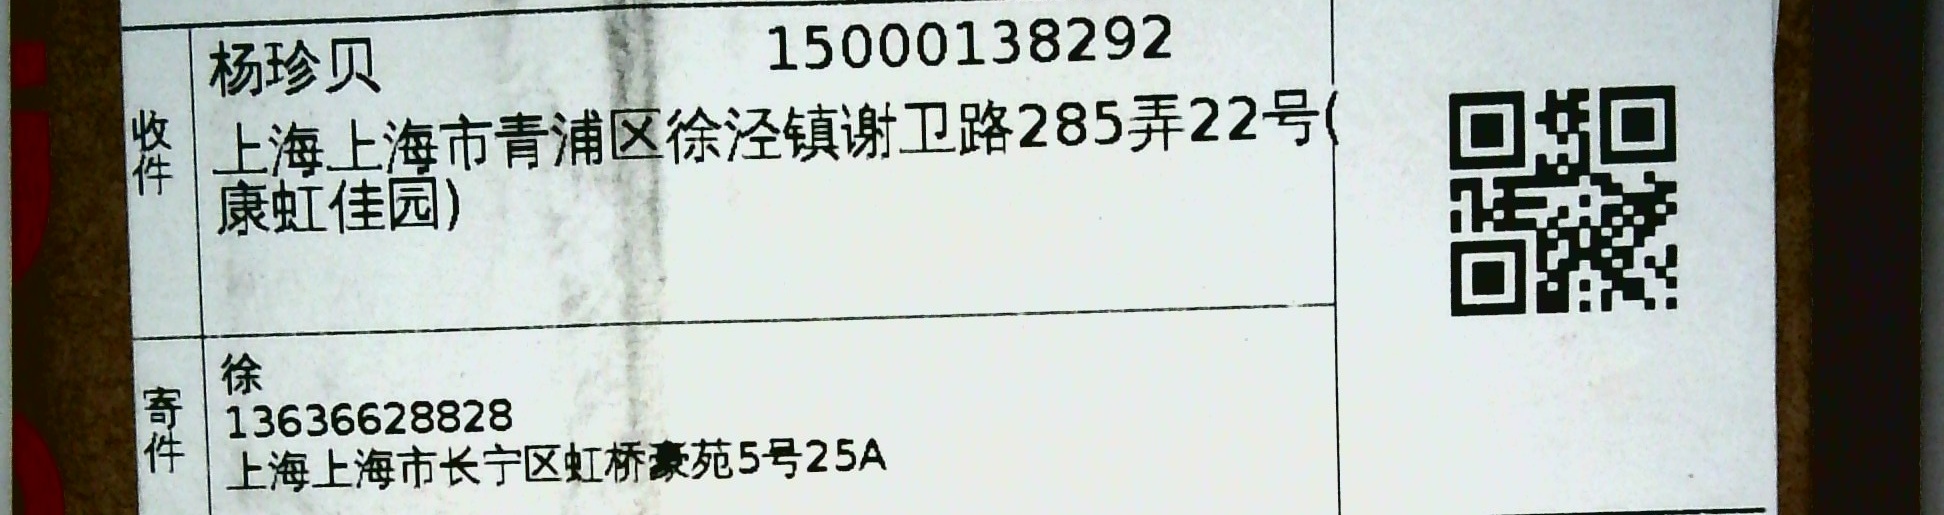 收件
杨珍贝 15000138292
上海上海市青浦区徐泾镇谢卫路285弄22号(
康虹佳园)
寄件
徐
13636628828
上海上海市长宁区虹桥豪苑5号25A